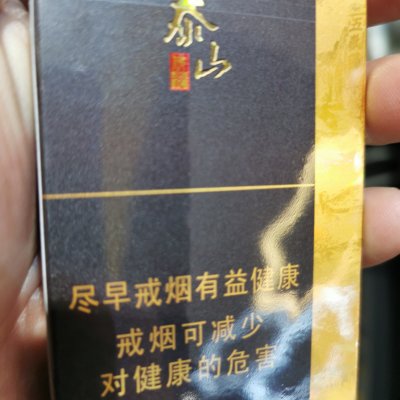 泰山
尽早戒烟有益健康
戒烟可减少
对健康的危害